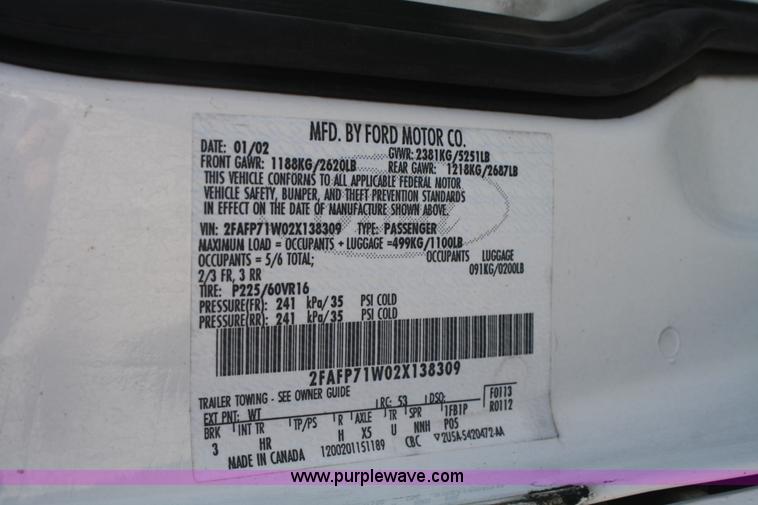 MFD. BY FORD MOTOR CO.
DATE: 01/02 GVWR: 2381KG/5251LB
FRONT GAWR: 1188KG/2620LB REAR GAWR: 1218KG/2687LB
THIS VEHICLE CONFORMS TO ALL APPLICABLE FEDERAL MOTOR
VEHICLE SAFETY, BUMPER, AND THEFT PREVENTION STANDARDS
IN EFFECT ON THE DATE OF MANUFACTURE SHOWN ABOVE.
VIN: 2FAFP71W02X138309 TYPE: PASSENGER
MAXIMUM LOAD = OCCUPANTS + LUGGAGE =499KG/1100LB
OCCUPANTS = 5/6 TOTAL; OCCUPANTS LUGGAGE
2/3 FR, 3 RR 091KG/0200LB
TIRE: P225/60VR16
PRESSURE(FR): 241 kPa/35 PSI COLD
PRESSURE(RR): 241 kPa/35 PSI COLD
2FAFP71W02X138309
TRAILER TOWING - SEE OWNER GUIDE
EXT PNT: WT RC: 53 DSO: F0113
BRK INT TR TP/PS R AXLE TR SPR 1FB1P R0112
3 HR H X5 U NNH POS
MADE IN CANADA 1200201151189 CBC ▽2U5A-5420472-AA
www.purplewave.com